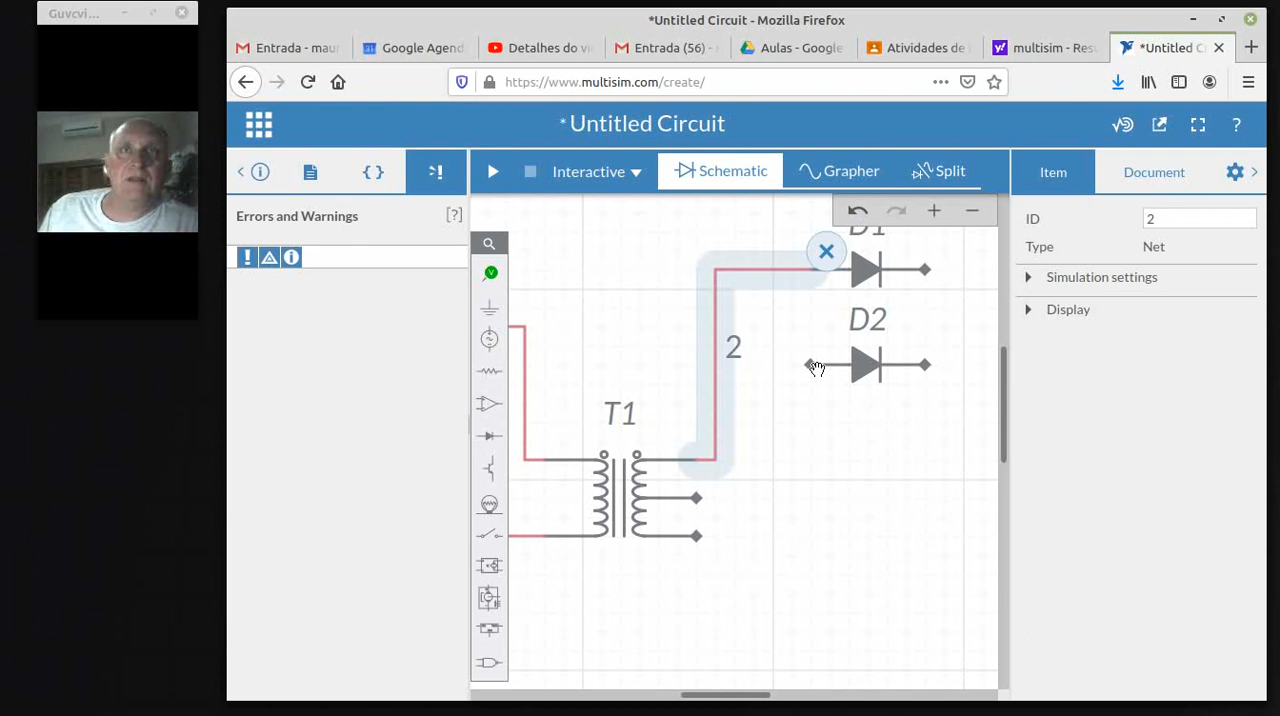 Guvcvi...
*Untitled Circuit - Mozilla Firefox
Entrada - mau
Google Agend
Detalhes do ví
Entrada (56) -
Aulas - Google
Atividades de
multisim - Res
*Untitled C
https://www.multisim.com/create/
* Untitled Circuit
?
Interactive
Schematic
Grapher
Split
Item
Document
Errors and Warnings
[?]
ID
2
Type
Net
Simulation settings
Display
D1
D2
2
T1
V